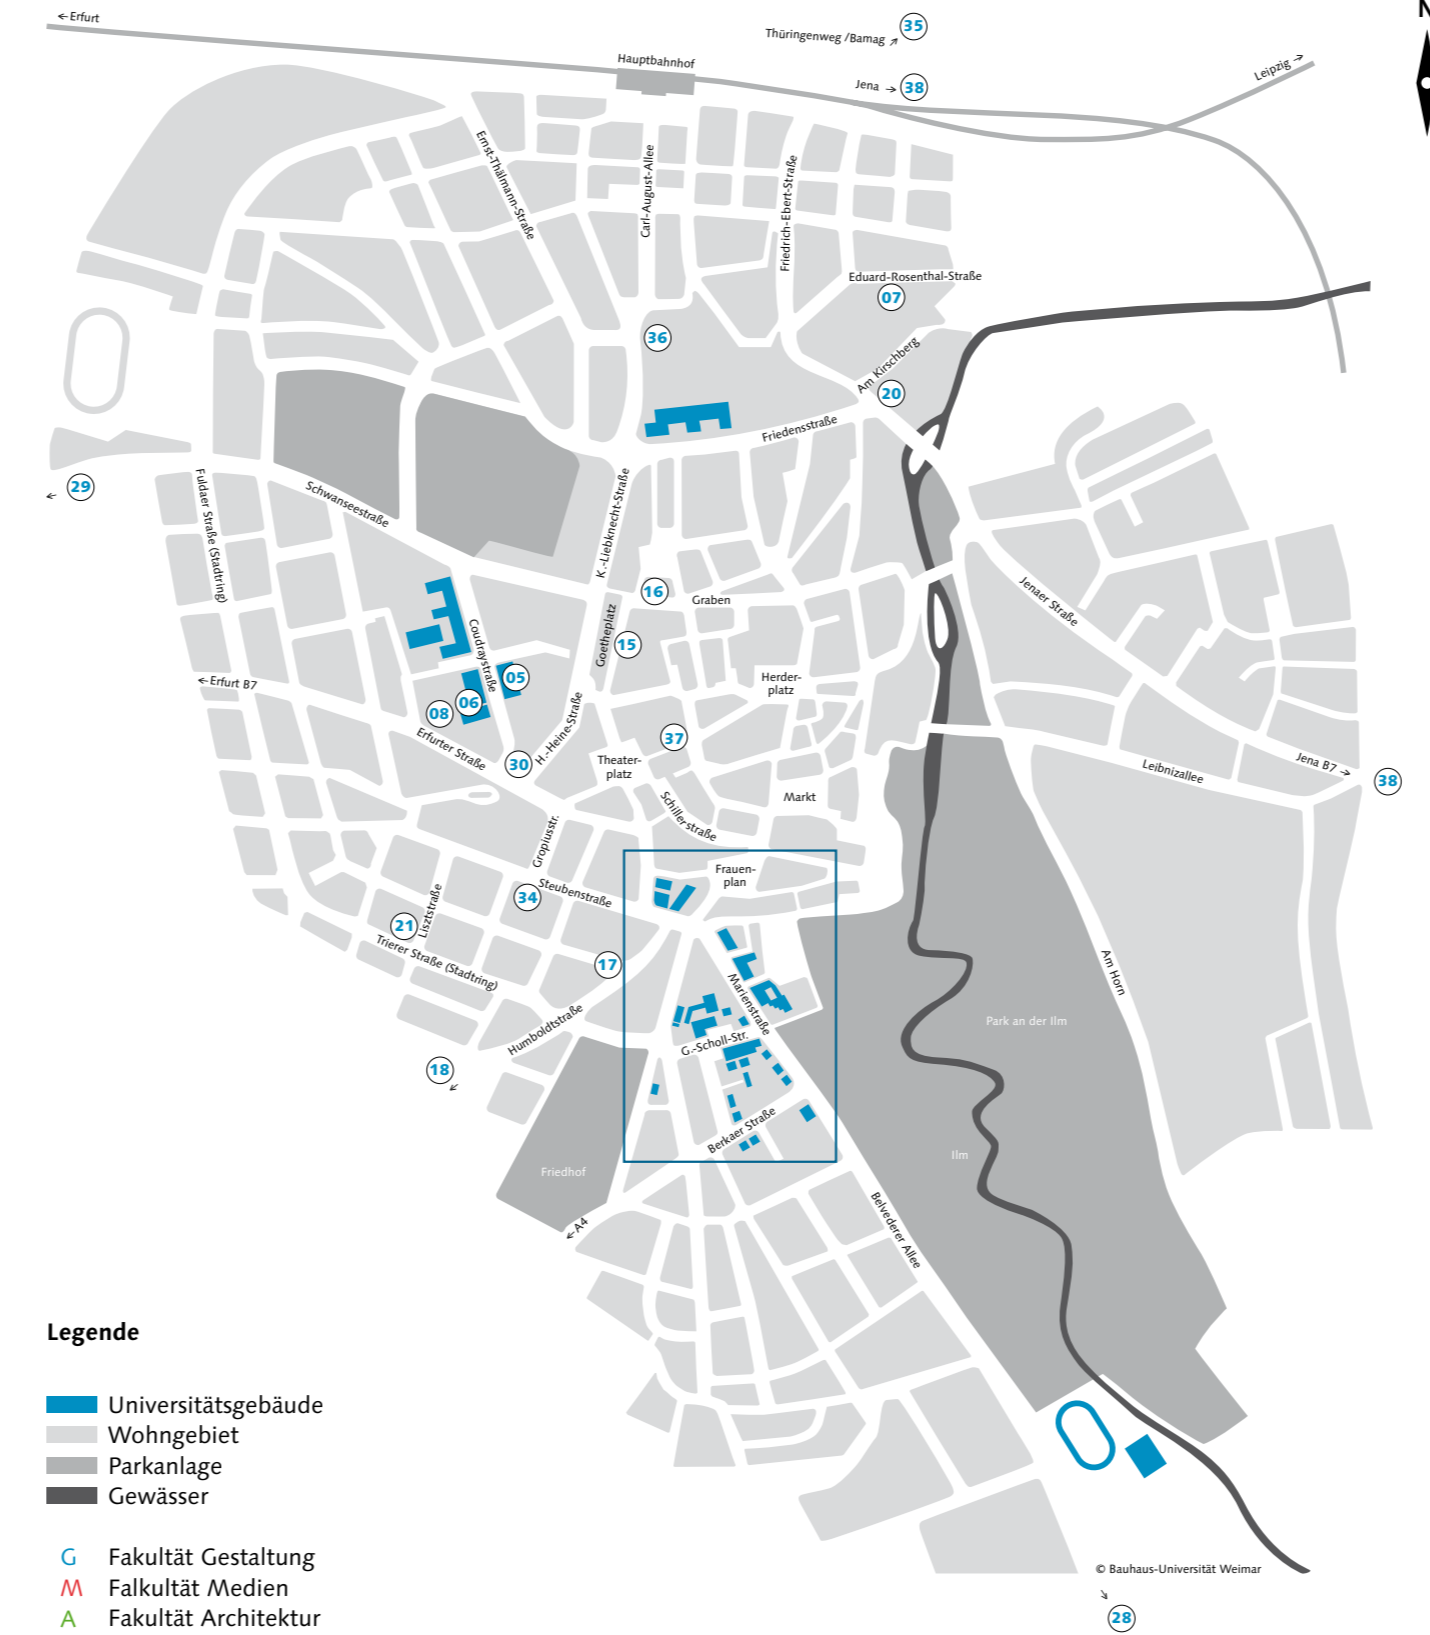 ← Erfurt
Thüringenweg /Bamag ↗
35
N
Hauptbahnhof
Leipzig →
Jena →
38
Ernst-Thälmann-Straße
Carl-August-Allee
Friedrich-Ebert-Straße
Eduard-Rosenthal-Straße
07
36
Am Kirschberg
20
Friedensstraße
29
←
Fuldaer Straße (Stadtring)
Schwanseestraße
K.-Liebknecht-Straße
16
Graben
Jenaer Straße
Coudraystraße
Goetheplatz
15
← Erfurt B7
05
Herder-
platz
06
08
Erfurter Straße
H.-Heine-Straße
37
30
Theater-
platz
Leibnizallee
Jena B7 →
38
Markt
Schillerstraße
Gropiusstr.
Frauen-
plan
Steubenstraße
34
Lisztstraße
21
Trierer Straße (Stadtring)
17
Marienstraße
Am Horn
Humboldtstraße
Park an der Ilm
G.-Scholl-Str.
18
↙
Berkaer Straße
Ilm
Friedhof
← A4
Belvederer Allee
Legende
Universitätsgebäude
Wohngebiet
Parkanlage
Gewässer
G Fakultät Gestaltung
M Falkultät Medien
A Fakultät Architektur
© Bauhaus-Universität Weimar
↘
28